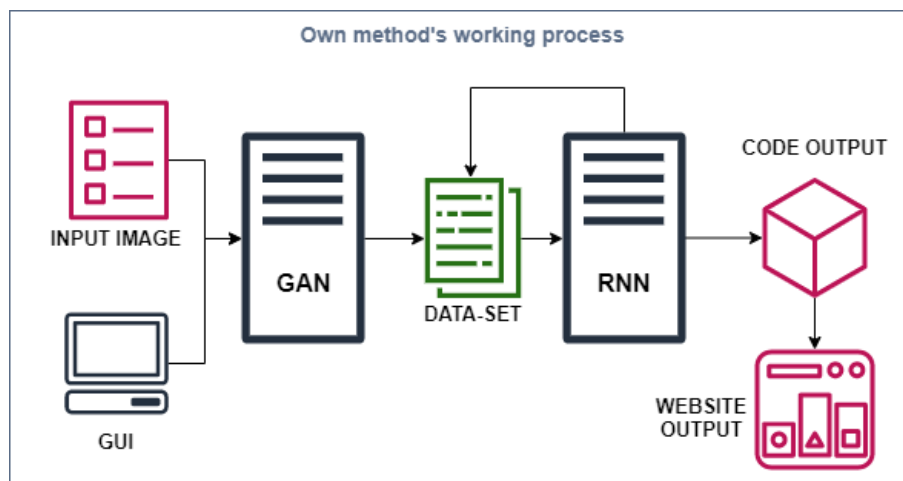 Own method's working process
INPUT IMAGE
GUI
GAN
DATA-SET
RNN
CODE OUTPUT
WEBSITE
OUTPUT